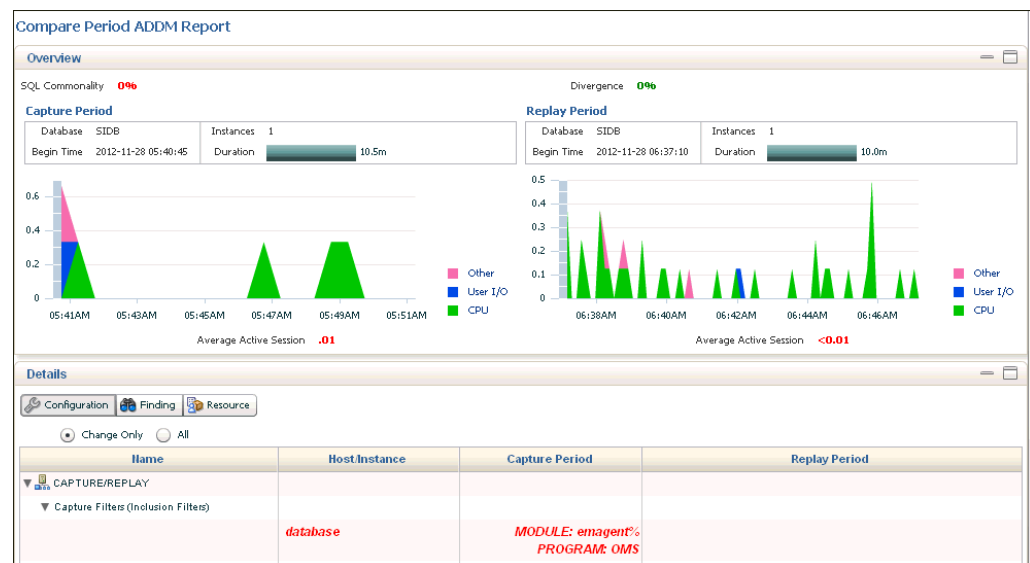 Compare Period ADDM Report
Overview
SQL Commonality 0% Divergence 0%
Capture Period
Database SIDB Instances 1
Begin Time 2012-11-28 05:40:45 Duration 10.5m
0.6
0.4
0.2
0
05:41AM 05:43AM 05:45AM 05:47AM 05:49AM 05:51AM
Other
User I/O
CPU
Average Active Session .01
Replay Period
Database SIDB Instances 1
Begin Time 2012-11-28 06:37:10 Duration 10.0m
0.5
0.4
0.3
0.2
0.1
0
06:38AM 06:40AM 06:42AM 06:44AM 06:46AM
Other
User I/O
CPU
Average Active Session <0.01
Details
Configuration Finding Resource
Change Only All
Name Host/Instance Capture Period Replay Period
CAPTURE/REPLAY
Capture Filters (Inclusion Filters)
database MODULE: emagent%
PROGRAM: OMS